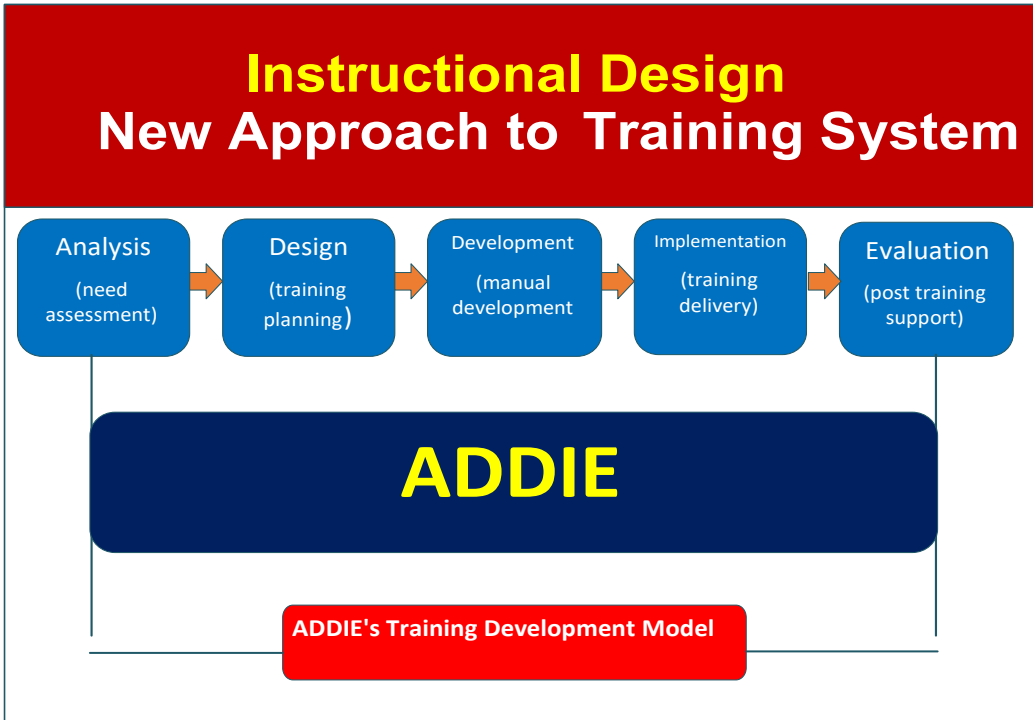 Instructional Design
New Approach to Training System
Analysis
(need
assessment)
Design
(training
planning)
Development
(manual
development
Implementation
(training
delivery)
Evaluation
(post training
support)
ADDIE
ADDIE's Training Development Model